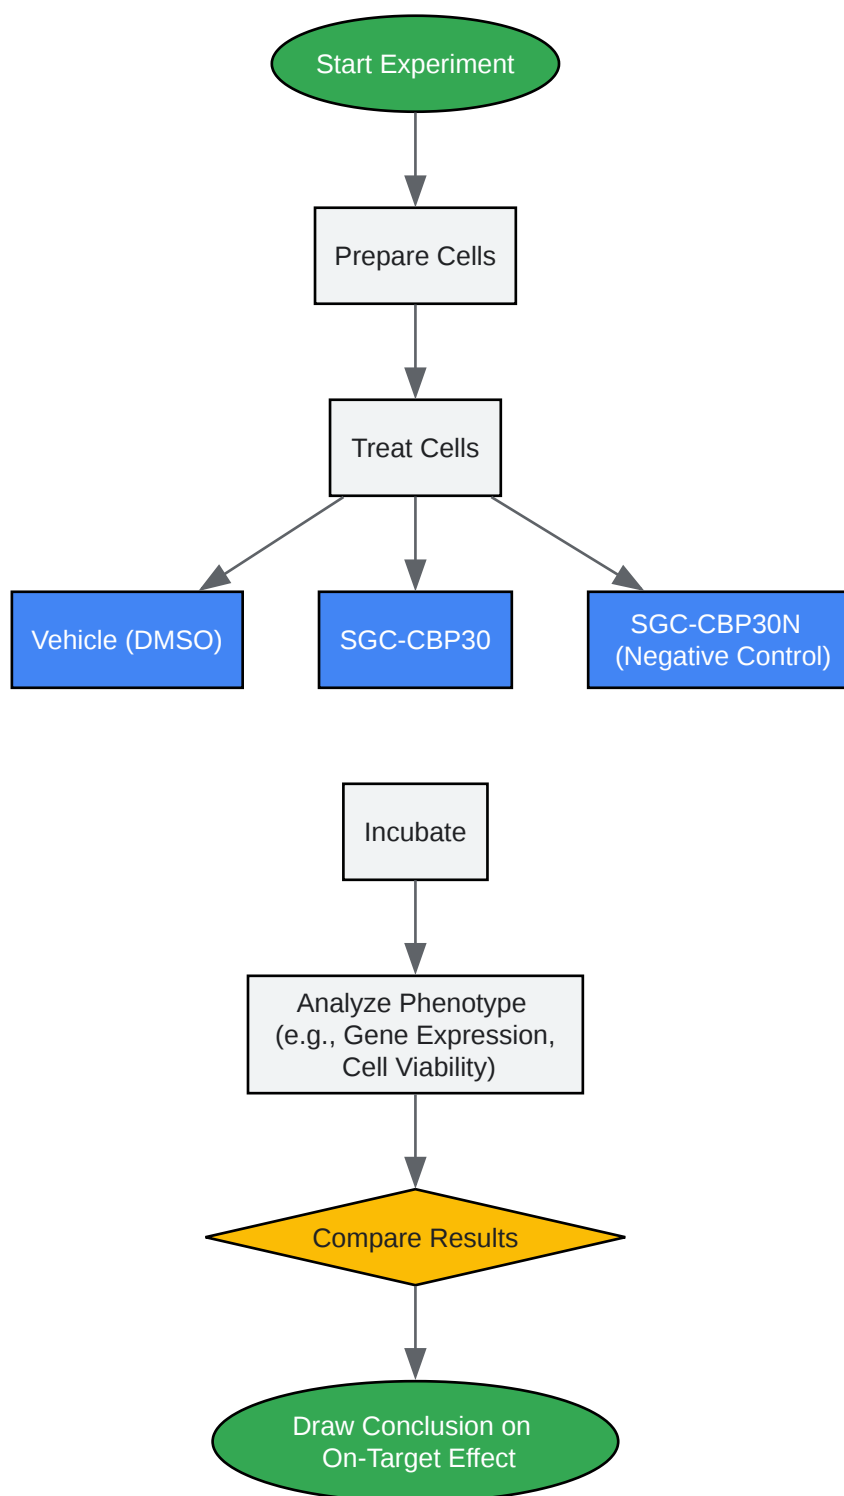 Start Experiment
Prepare Cells
Treat Cells
Vehicle (DMSO)
SGC-CBP30
SGC-CBP30N
(Negative Control)
Incubate
Analyze Phenotype
(e.g., Gene Expression,
Cell Viability)
Compare Results
Draw Conclusion on
On-Target Effect